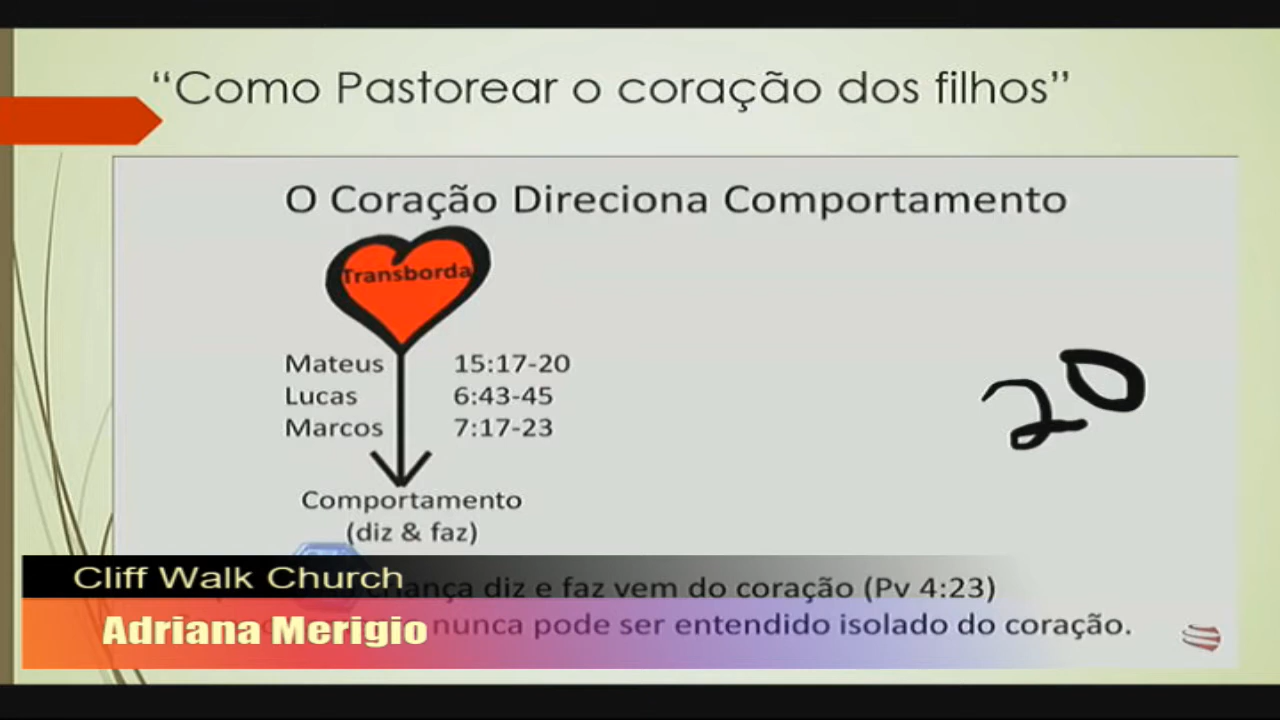 “Como Pastorear o coração dos filhos”
O Coração Direciona Comportamento
Transborda
Mateus 15:17-20
Lucas 6:43-45
Marcos 7:17-23
20
Comportamento
(diz & faz)
diz e faz vem do coração (Pv 4:23)
nunca pode ser entendido isolado do coração.
Cliff Walk Church
Adriana Merigio